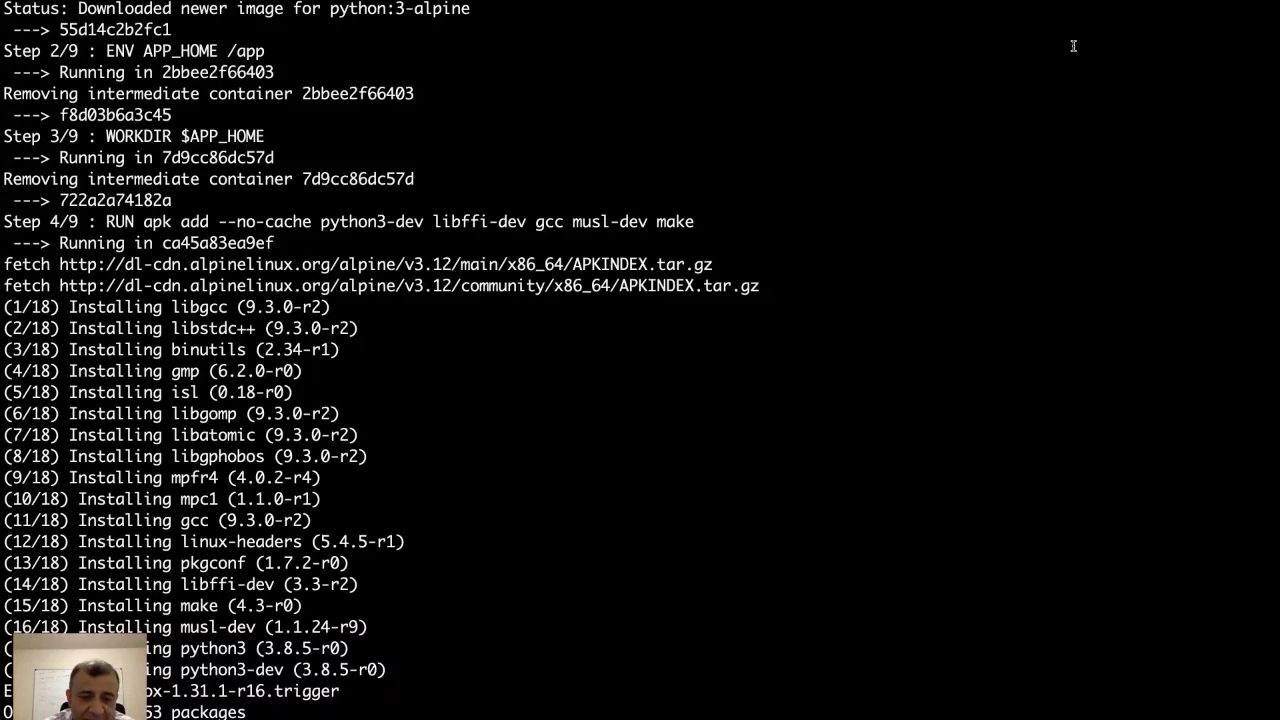 Status: Downloaded newer image for python:3-alpine
 ---> 55d14c2b2fc1
Step 2/9 : ENV APP_HOME /app
 ---> Running in 2bbee2f66403
Removing intermediate container 2bbee2f66403
 ---> f8d03b6a3c45
Step 3/9 : WORKDIR $APP_HOME
 ---> Running in 7d9cc86dc57d
Removing intermediate container 7d9cc86dc57d
 ---> 722a2a74182a
Step 4/9 : RUN apk add --no-cache python3-dev libffi-dev gcc musl-dev make
 ---> Running in ca45a83ea9ef
fetch http://dl-cdn.alpinelinux.org/alpine/v3.12/main/x86_64/APKINDEX.tar.gz
fetch http://dl-cdn.alpinelinux.org/alpine/v3.12/community/x86_64/APKINDEX.tar.gz
(1/18) Installing libgcc (9.3.0-r2)
(2/18) Installing libstdc++ (9.3.0-r2)
(3/18) Installing binutils (2.34-r1)
(4/18) Installing gmp (6.2.0-r0)
(5/18) Installing isl (0.18-r0)
(6/18) Installing libgomp (9.3.0-r2)
(7/18) Installing libatomic (9.3.0-r2)
(8/18) Installing libgphobos (9.3.0-r2)
(9/18) Installing mpfr4 (4.0.2-r4)
(10/18) Installing mpc1 (1.1.0-r1)
(11/18) Installing gcc (9.3.0-r2)
(12/18) Installing linux-headers (5.4.5-r1)
(13/18) Installing pkgconf (1.7.2-r0)
(14/18) Installing libffi-dev (3.3-r2)
(15/18) Installing make (4.3-r0)
(16/18) Installing musl-dev (1.1.24-r9)
( ing python3 (3.8.5-r0)
( ing python3-dev (3.8.5-r0)
E ox-1.31.1-r16.trigger
O 53 packages